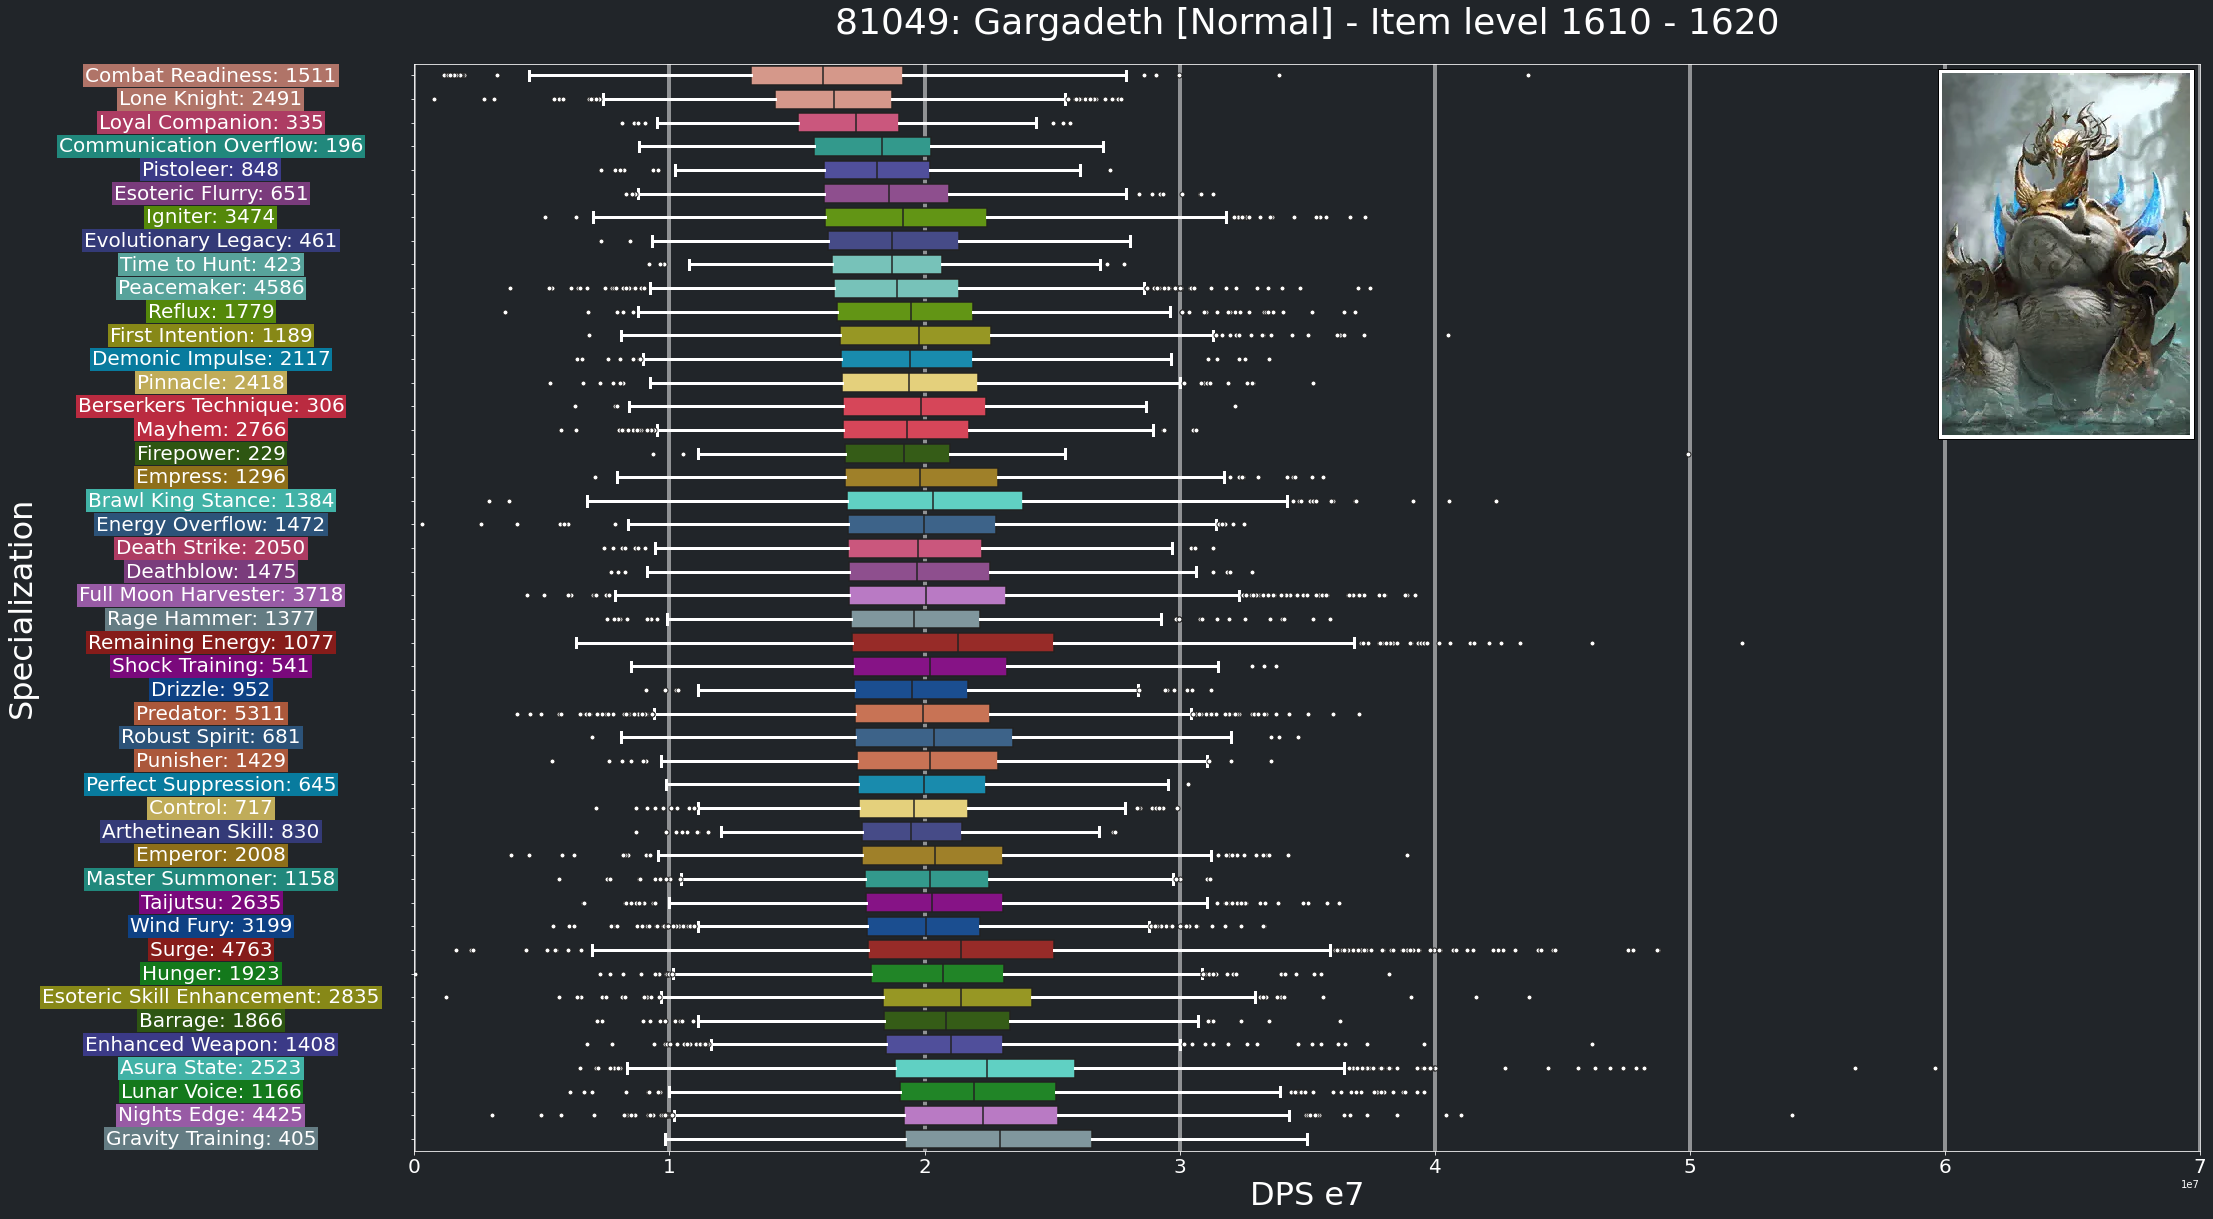 81049: Gargadeth [Normal] - Item level 1610 - 1620
Combat Readiness: 1511
Lone Knight: 2491
Loyal Companion: 335
Communication Overflow: 196
Pistoleer: 848
Esoteric Flurry: 651
Igniter: 3474
Evolutionary Legacy: 461
Time to Hunt: 423
Peacemaker: 4586
Reflux: 1779
First Intention: 1189
Demonic Impulse: 2117
Pinnacle: 2418
Berserkers Technique: 306
Mayhem: 2766
Firepower: 229
Empress: 1296
Brawl King Stance: 1384
Energy Overflow: 1472
Death Strike: 2050
Deathblow: 1475
Full Moon Harvester: 3718
Rage Hammer: 1377
Remaining Energy: 1077
Shock Training: 541
Drizzle: 952
Predator: 5311
Robust Spirit: 681
Punisher: 1429
Perfect Suppression: 645
Control: 717
Arthetinean Skill: 830
Emperor: 2008
Master Summoner: 1158
Taijutsu: 2635
Wind Fury: 3199
Surge: 4763
Hunger: 1923
Esoteric Skill Enhancement: 2835
Barrage: 1866
Enhanced Weapon: 1408
Asura State: 2523
Lunar Voice: 1166
Nights Edge: 4425
Gravity Training: 405
Specialization
0 1 2 3 4 5 6 7
1e7
DPS e7